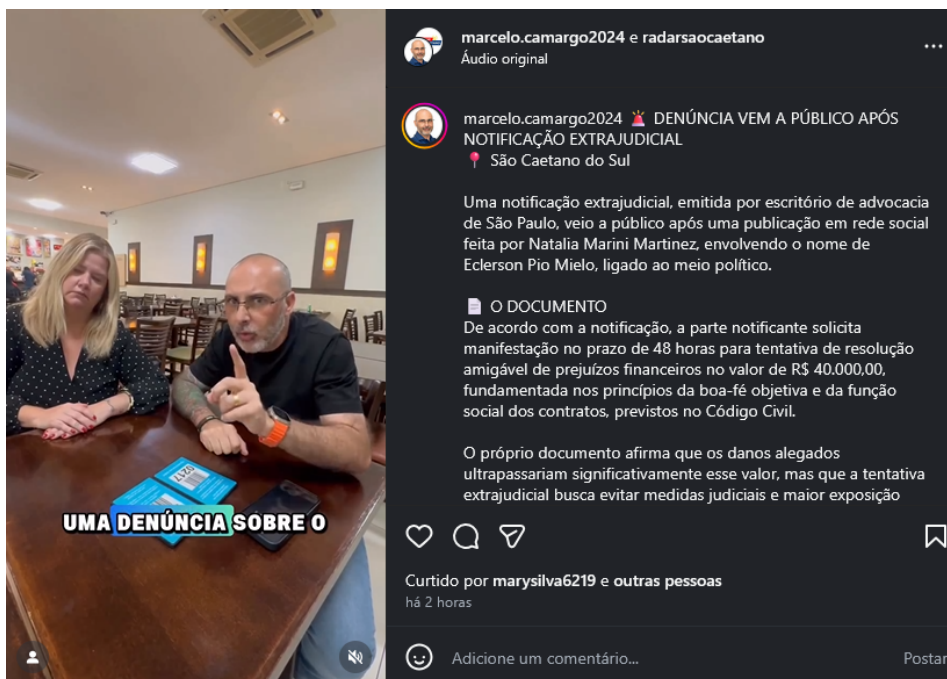 marcelo.camargo2024 e radarsaocaetano
Áudio original
marcelo.camargo2024 🚨 DENÚNCIA VEM A PÚBLICO APÓS
NOTIFICAÇÃO EXTRAJUDICIAL
📍 São Caetano do Sul
Uma notificação extrajudicial, emitida por escritório de advocacia
de São Paulo, veio a público após uma publicação em rede social
feita por Natalia Marini Martinez, envolvendo o nome de
Eclerson Pio Mielo, ligado ao meio político.
📄 O DOCUMENTO
De acordo com a notificação, a parte notificante solicita
manifestação no prazo de 48 horas para tentativa de resolução
amigável de prejuízos financeiros no valor de R$ 40.000,00,
fundamentada nos princípios da boa-fé objetiva e da função
social dos contratos, previstos no Código Civil.
O próprio documento afirma que os danos alegados
ultrapassariam significativamente esse valor, mas que a tentativa
extrajudicial busca evitar medidas judiciais e maior exposição
0217
UMA DENÚNCIA SOBRE O
Curtido por marysilva6219 e outras pessoas
há 2 horas
Adicione um comentário...
Postar